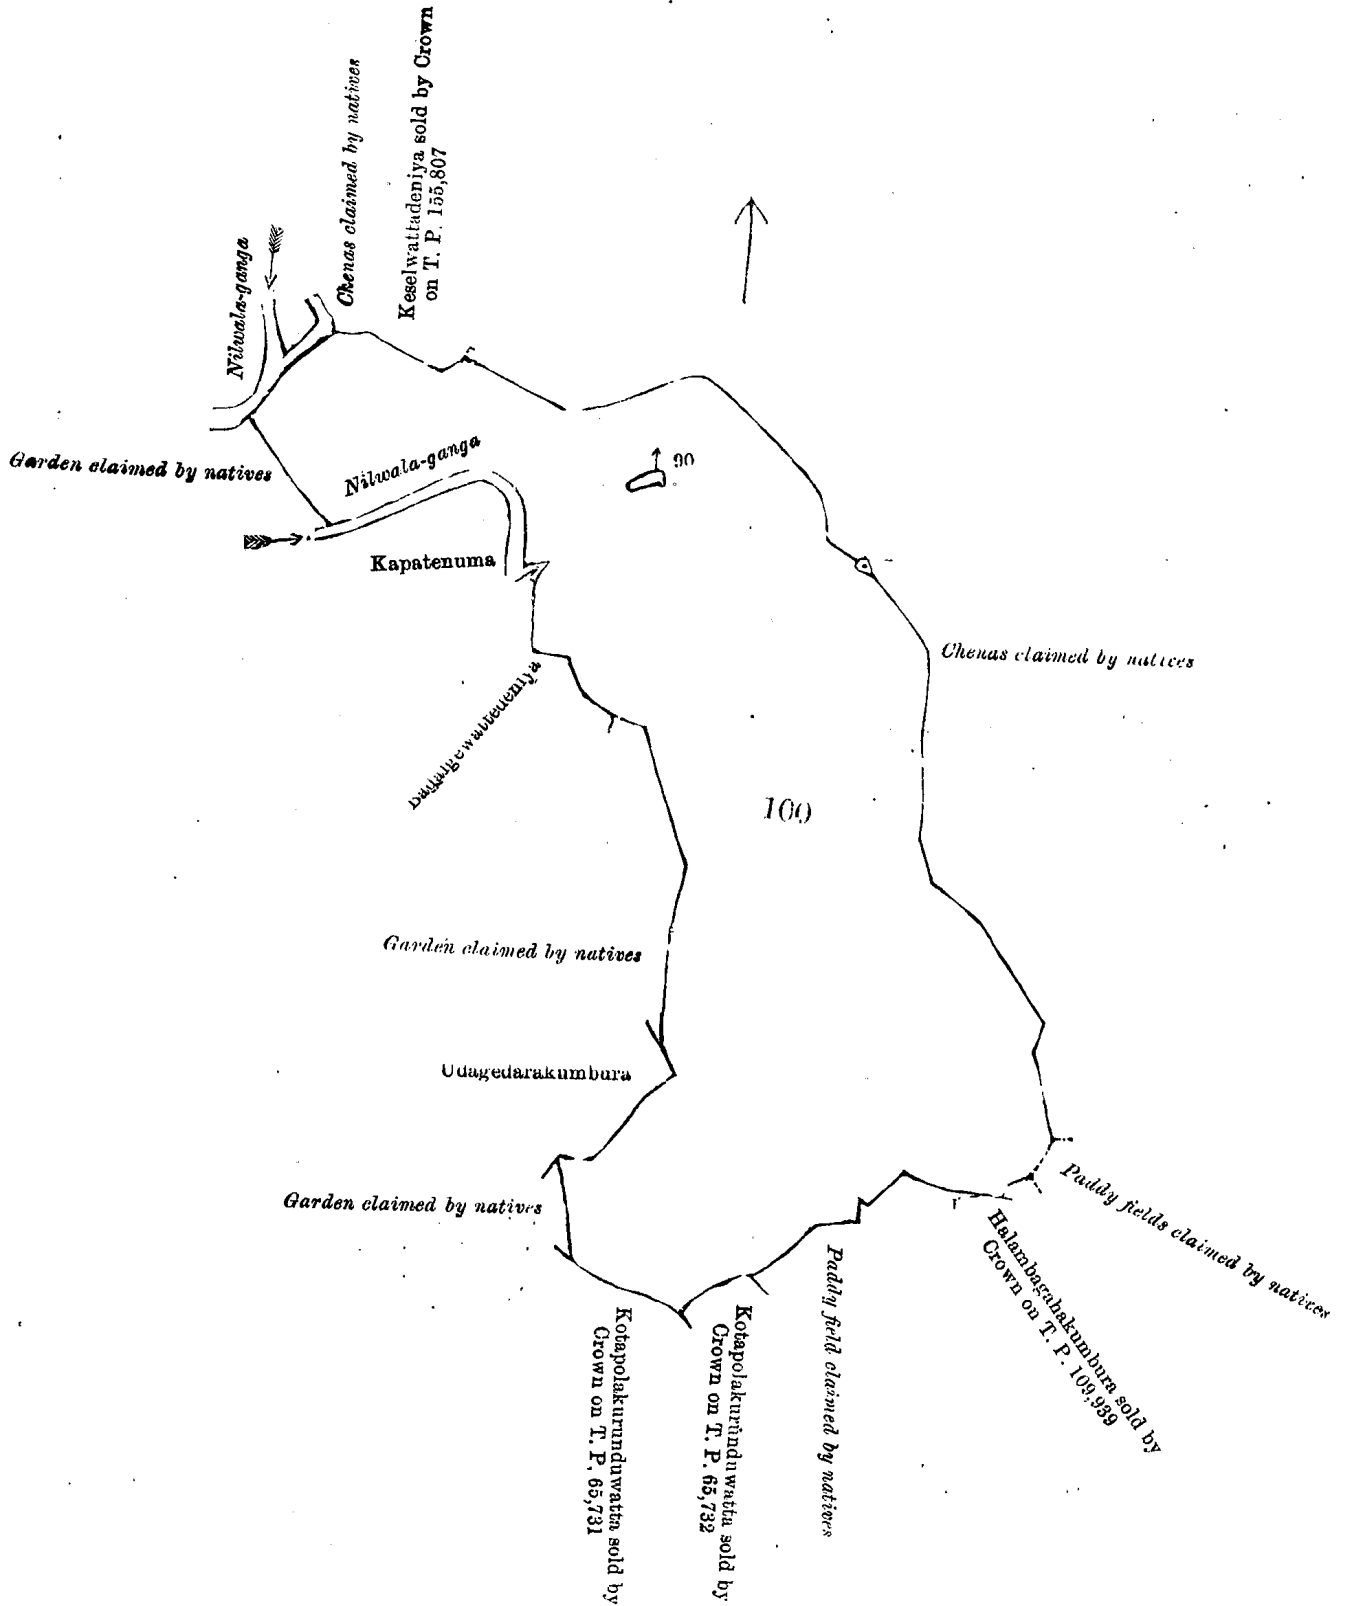 Keselwattadeniya sold by Crown
on T. P. 155,807
Chenas claimed by natives
Nilwala-ganga
Garden claimed by natives
Nilwala-ganga
90
Kapatenuma
Chenas claimed by natives
100
Garden claimed by natives
Udagedarakumbura
Garden claimed by natives
Paddy fields claimed by natives
Halambagahakumbura sold by
Crown on T. P. 109,939
Paddy field claimed by natives
Kotapolakurunduwatta sold by
Crown on T. P. 65,732
Kotapolakurunduwatta sold by
Crown on T. P. 65,731